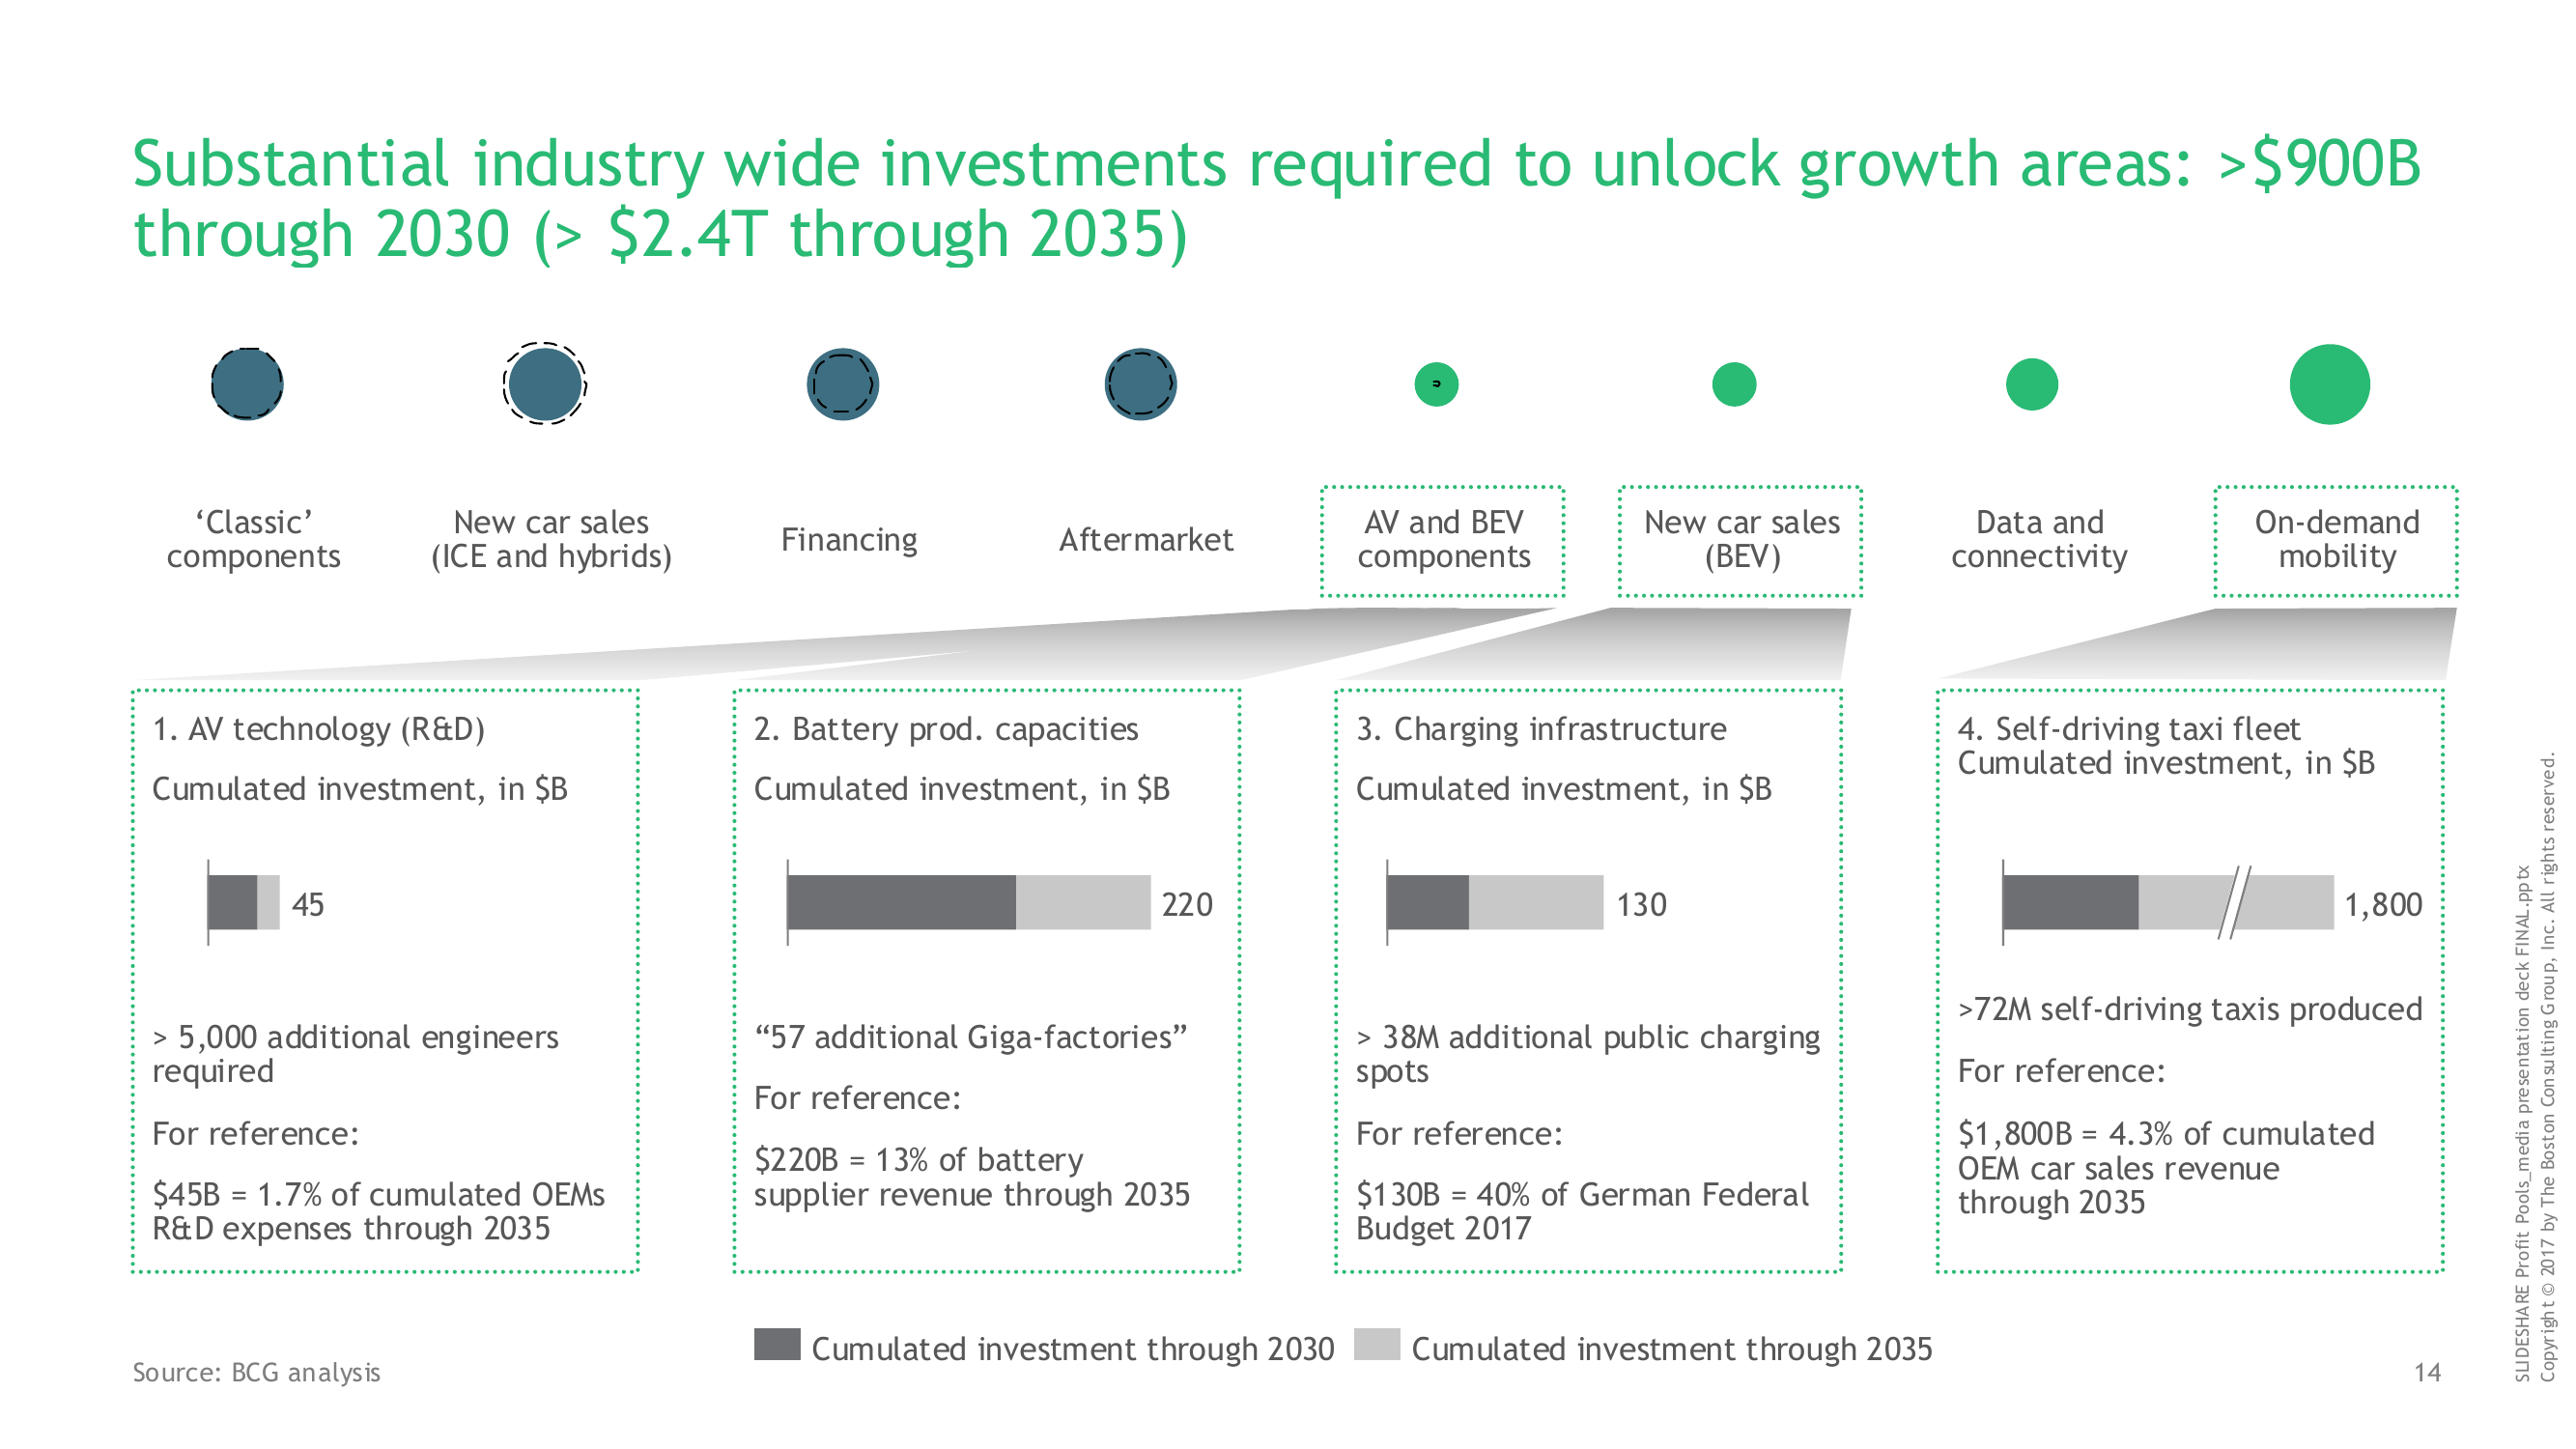 Substantial industry wide investments required to unlock growth areas: >$900B
through 2030 (> $2.4T through 2035)
‘Classic’
components
New car sales
(ICE and hybrids)
Financing
Aftermarket
AV and BEV
components
New car sales
(BEV)
Data and
connectivity
On-demand
mobility
1. AV technology (R&D)
Cumulated investment, in $B
45
> 5,000 additional engineers
required
For reference:
$45B = 1.7% of cumulated OEMs
R&D expenses through 2035
2. Battery prod. capacities
Cumulated investment, in $B
220
“57 additional Giga-factories”
For reference:
$220B = 13% of battery
supplier revenue through 2035
3. Charging infrastructure
Cumulated investment, in $B
130
> 38M additional public charging
spots
For reference:
$130B = 40% of German Federal
Budget 2017
4. Self-driving taxi fleet
Cumulated investment, in $B
1,800
>72M self-driving taxis produced
For reference:
$1,800B = 4.3% of cumulated
OEM car sales revenue
through 2035
Cumulated investment through 2030
Cumulated investment through 2035
Source: BCG analysis
14
SLIDESHARE Profit Pools_media presentation deck FINAL.pptx
Copyright © 2017 by The Boston Consulting Group, Inc. All rights reserved.